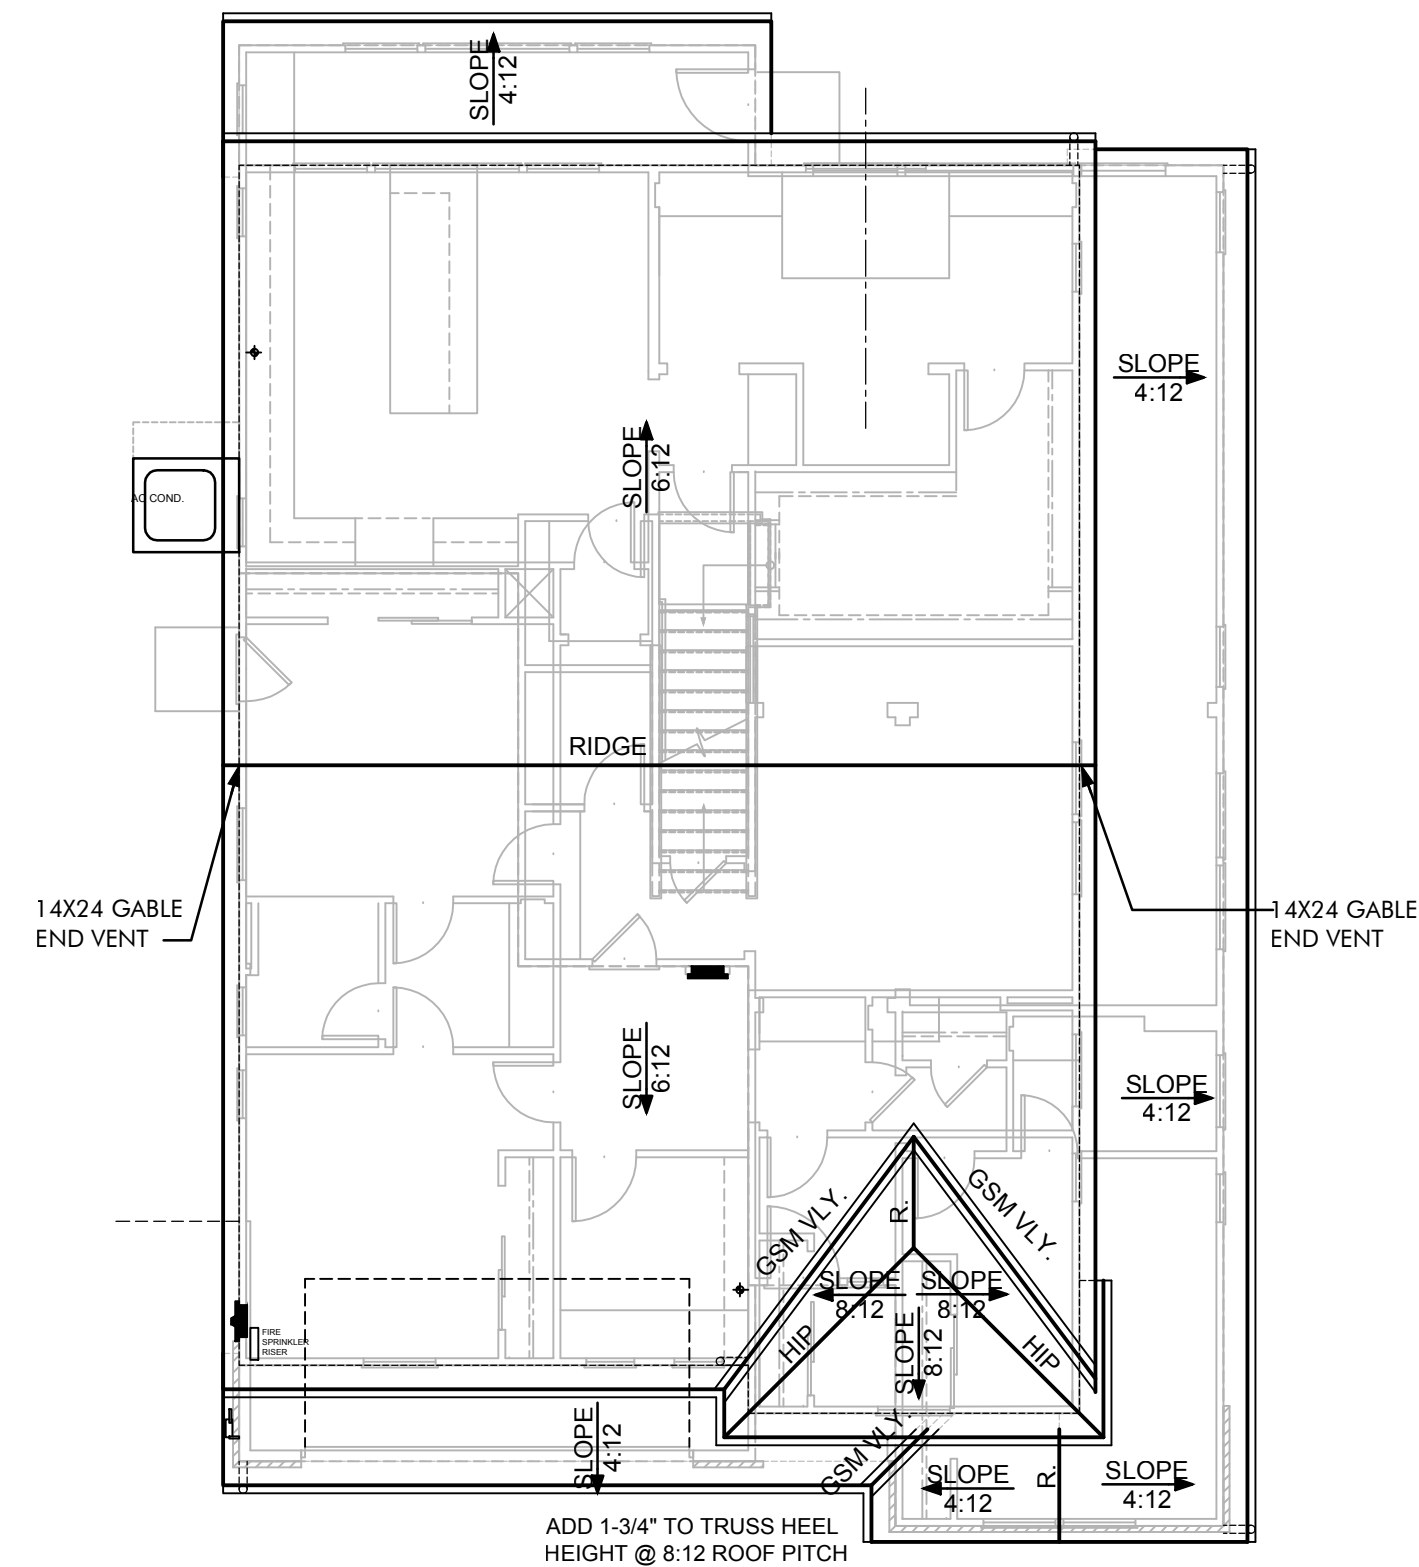 SLOPE
4:12
SLOPE
4:12
SLOPE
6:12
AC COND.
RIDGE
14X24 GABLE
END VENT
14X24 GABLE
END VENT
SLOPE
6:12
SLOPE
4:12
GSM VLY.
R.
GSM VLY.
SLOPE
8:12
SLOPE
8:12
HIP
SLOPE
8:12
HIP
FIRE
SPRINKLER
RISER
SLOPE
4:12
GSM VLY.
SLOPE
4:12
R.
SLOPE
4:12
ADD 1-3/4" TO TRUSS HEEL
HEIGHT @ 8:12 ROOF PITCH